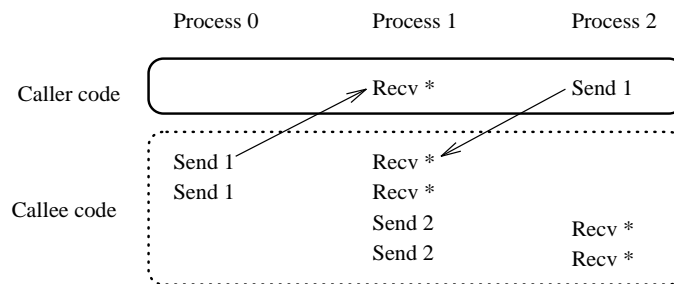 Process 0 Process 1 Process 2
Caller code Recv * Send 1
Send 1 Recv *
Send 1 Recv *
Callee code
Send 2 Recv *
Send 2 Recv *